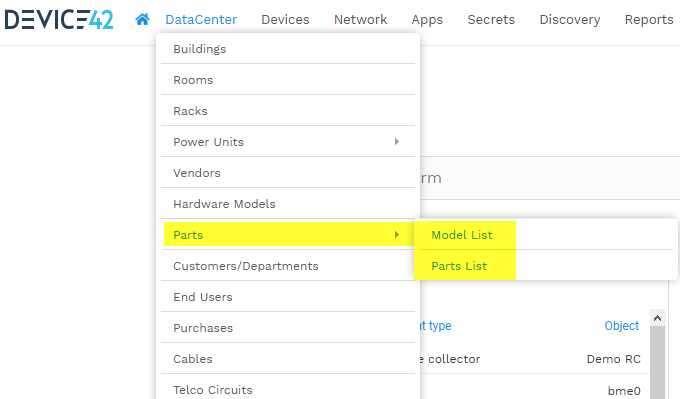 DEVICE42 DataCenter Devices Network Apps Secrets Discovery Reports
Buildings
Rooms
Racks
Power Units
Vendors
rm
Hardware Models
Parts
Model List
Customers/Departments
Parts List
End Users
Purchases
t type Object
Cables
e collector Demo RC
Telco Circuits
bme0